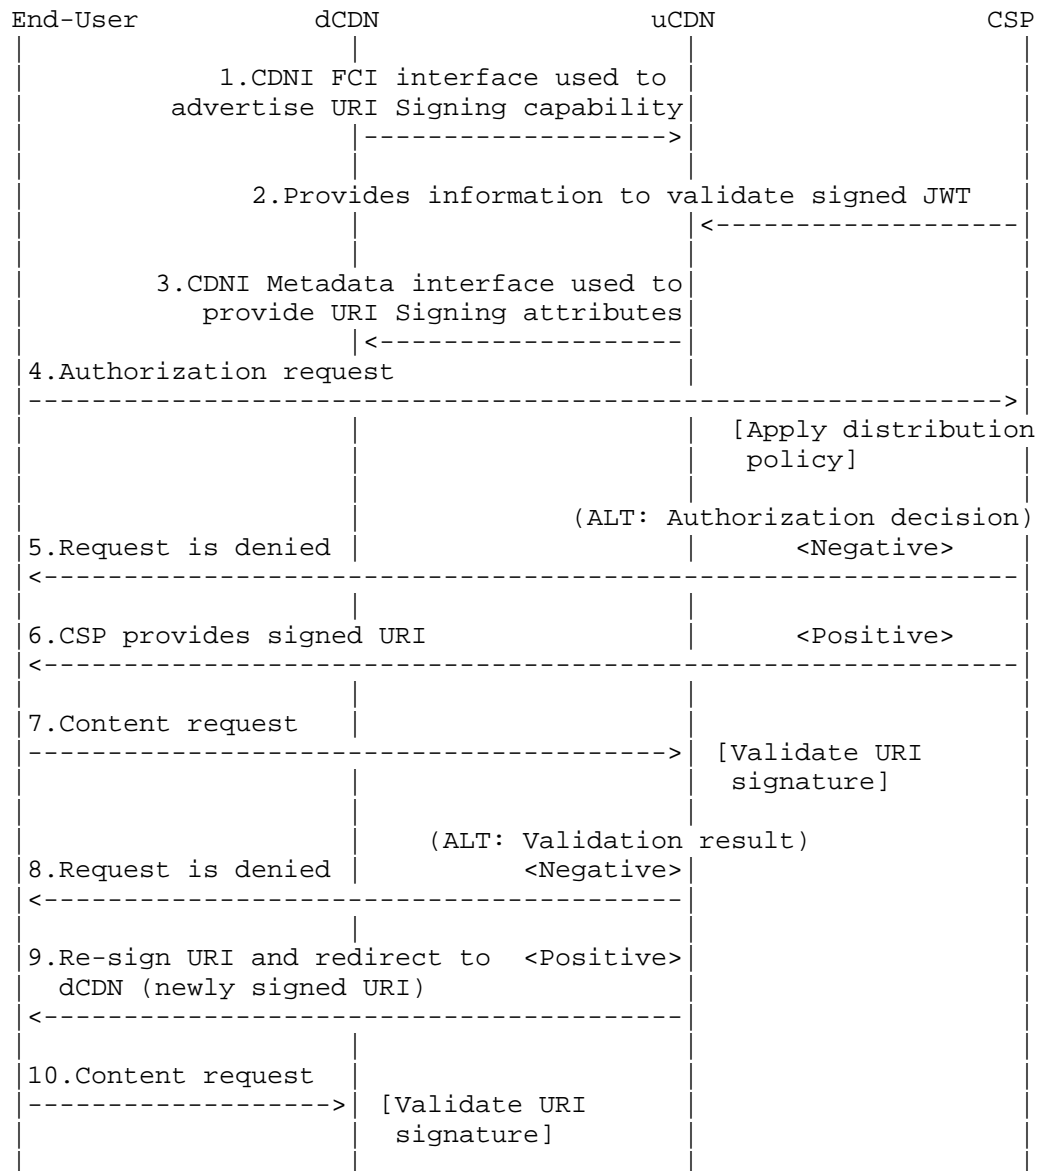 End-User dCDN uCDN CSP
1.CDNI FCI interface used to
advertise URI Signing capability
2.Provides information to validate signed JWT
3.CDNI Metadata interface used to
provide URI Signing attributes
4.Authorization request
[Apply distribution
policy]
(ALT: Authorization decision)
5.Request is denied <Negative>
6.CSP provides signed URI <Positive>
7.Content request
[Validate URI
signature]
(ALT: Validation result)
8.Request is denied <Negative>
9.Re-sign URI and redirect to <Positive>
dCDN (newly signed URI)
10.Content request
[Validate URI
signature]